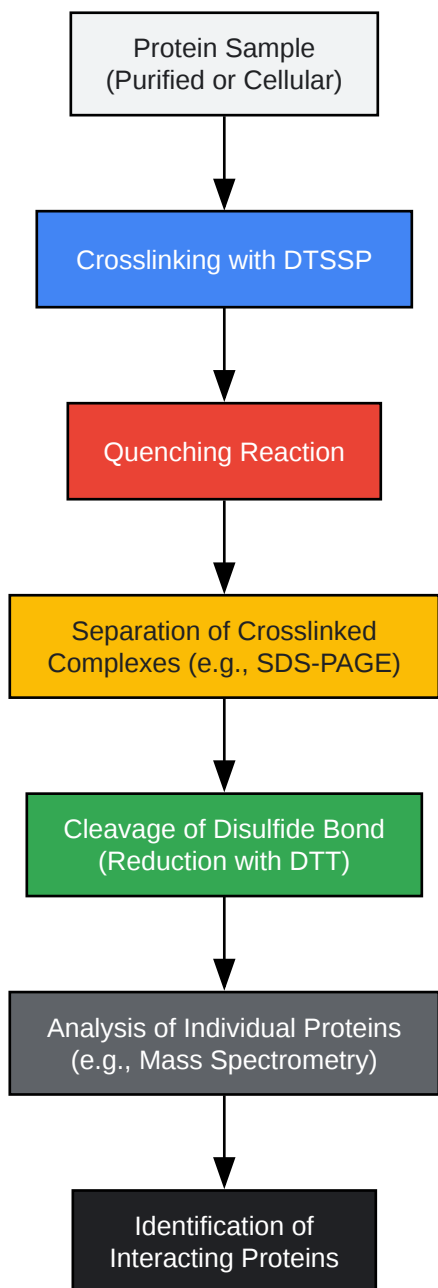 Protein Sample
(Purified or Cellular)
Crosslinking with DTSSP
Quenching Reaction
Separation of Crosslinked
Complexes (e.g., SDS-PAGE)
Cleavage of Disulfide Bond
(Reduction with DTT)
Analysis of Individual Proteins
(e.g., Mass Spectrometry)
Identification of
Interacting Proteins